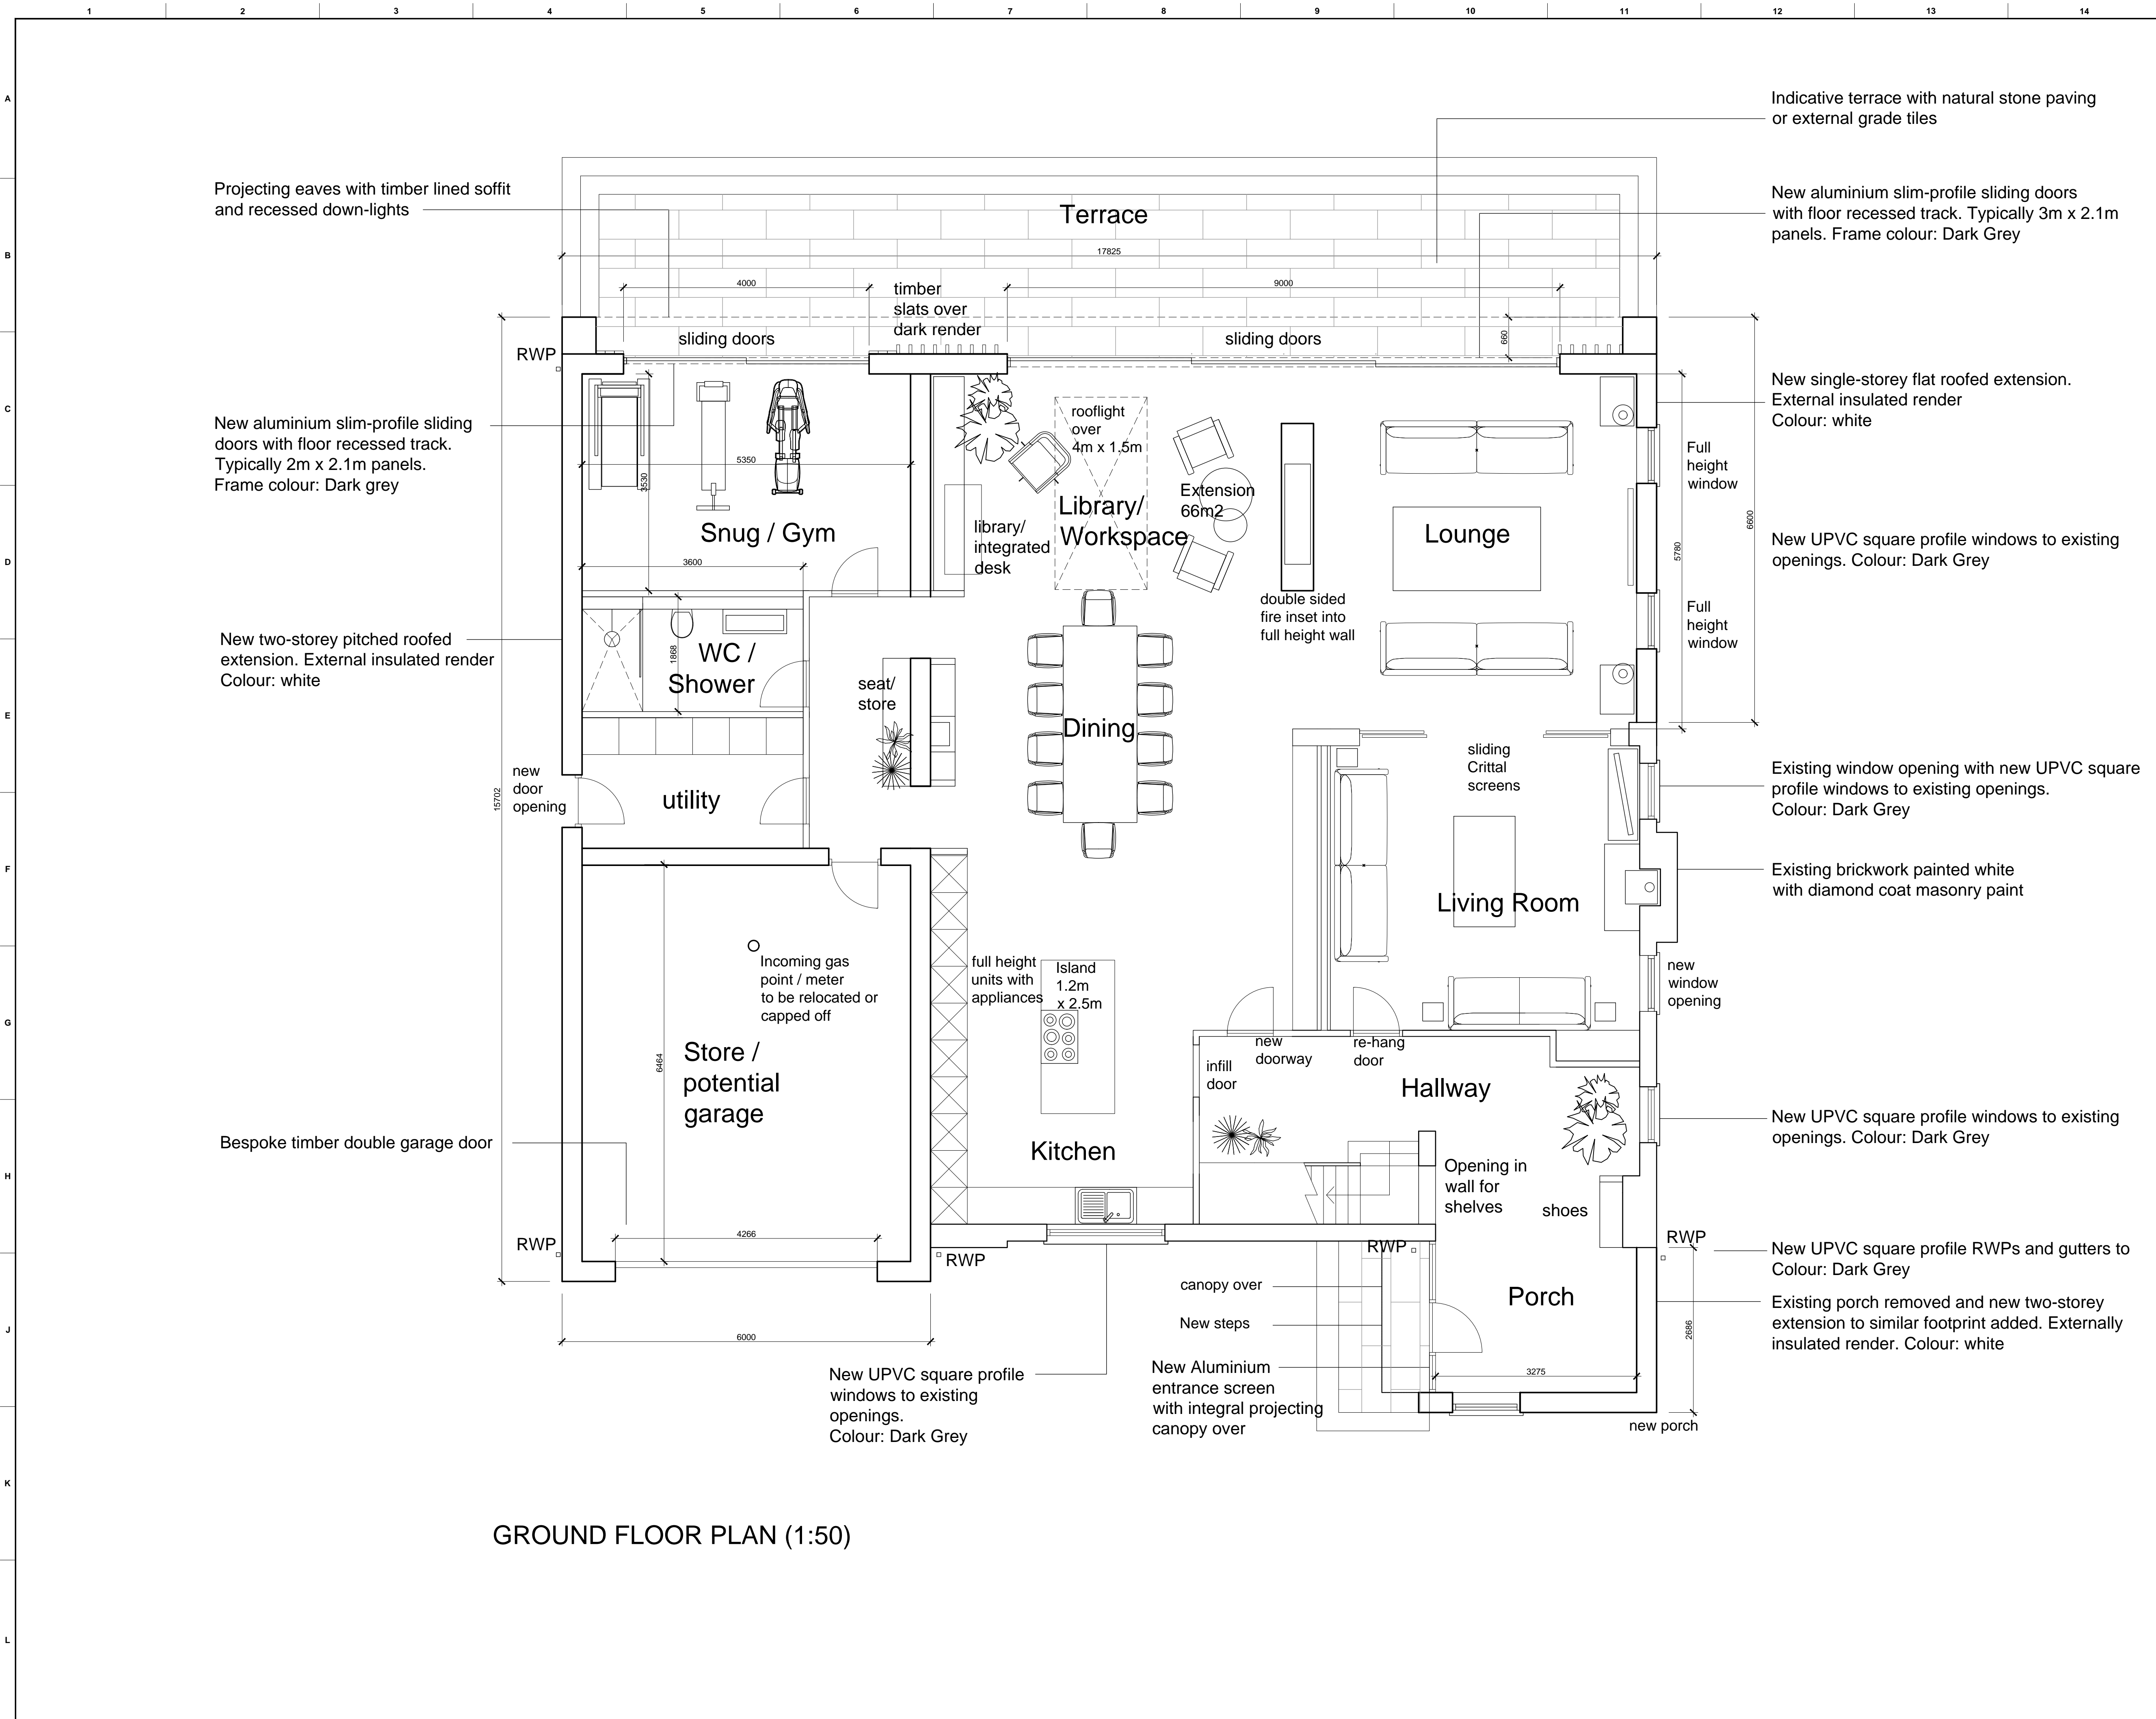 1 2 3 4 5 6 7 8 9 10 11 12 13 14
A
B
C
D
E
F
G
H
J
K
L
Indicative terrace with natural stone paving
or external grade tiles
Projecting eaves with timber lined soffit
and recessed down-lights
Terrace
New aluminium slim-profile sliding doors
with floor recessed track. Typically 3m x 2.1m
panels. Frame colour: Dark Grey
17825
4000
timber
slats over
dark render
9000
sliding doors
sliding doors
660
RWP
New single-storey flat roofed extension.
External insulated render
Colour: white
New aluminium slim-profile sliding
doors with floor recessed track.
Typically 2m x 2.1m panels.
Frame colour: Dark grey
5350
3530
Snug / Gym
3600
rooflight
over
4m x 1.5m
Library/
Workspace
library/
integrated
desk
Extension
66m2
Lounge
Full
height
window
6600
5780
New UPVC square profile windows to existing
openings. Colour: Dark Grey
double sided
fire inset into
full height wall
Full
height
window
New two-storey pitched roofed
extension. External insulated render
Colour: white
1868
WC /
Shower
seat/
store
Dining
sliding
Crittal
screens
new
door
opening
15702
utility
Existing window opening with new UPVC square
profile windows to existing openings.
Colour: Dark Grey
Existing brickwork painted white
with diamond coat masonry paint
Living Room
Incoming gas
point / meter
to be relocated or
capped off
full height
units with
appliances
Island
1.2m
x 2.5m
new
window
opening
6464
Store /
potential
garage
new
doorway
re-hang
door
infill
door
Hallway
New UPVC square profile windows to existing
openings. Colour: Dark Grey
Bespoke timber double garage door
Kitchen
Opening in
wall for
shelves
shoes
4266
RWP
RWP
RWP
RWP
New UPVC square profile RWPs and gutters to
Colour: Dark Grey
canopy over
New steps
Porch
Existing porch removed and new two-storey
extension to similar footprint added. Externally
insulated render. Colour: white
2686
6000
New UPVC square profile
windows to existing
openings.
Colour: Dark Grey
New Aluminium
entrance screen
with integral projecting
canopy over
3275
new porch
GROUND FLOOR PLAN (1:50)